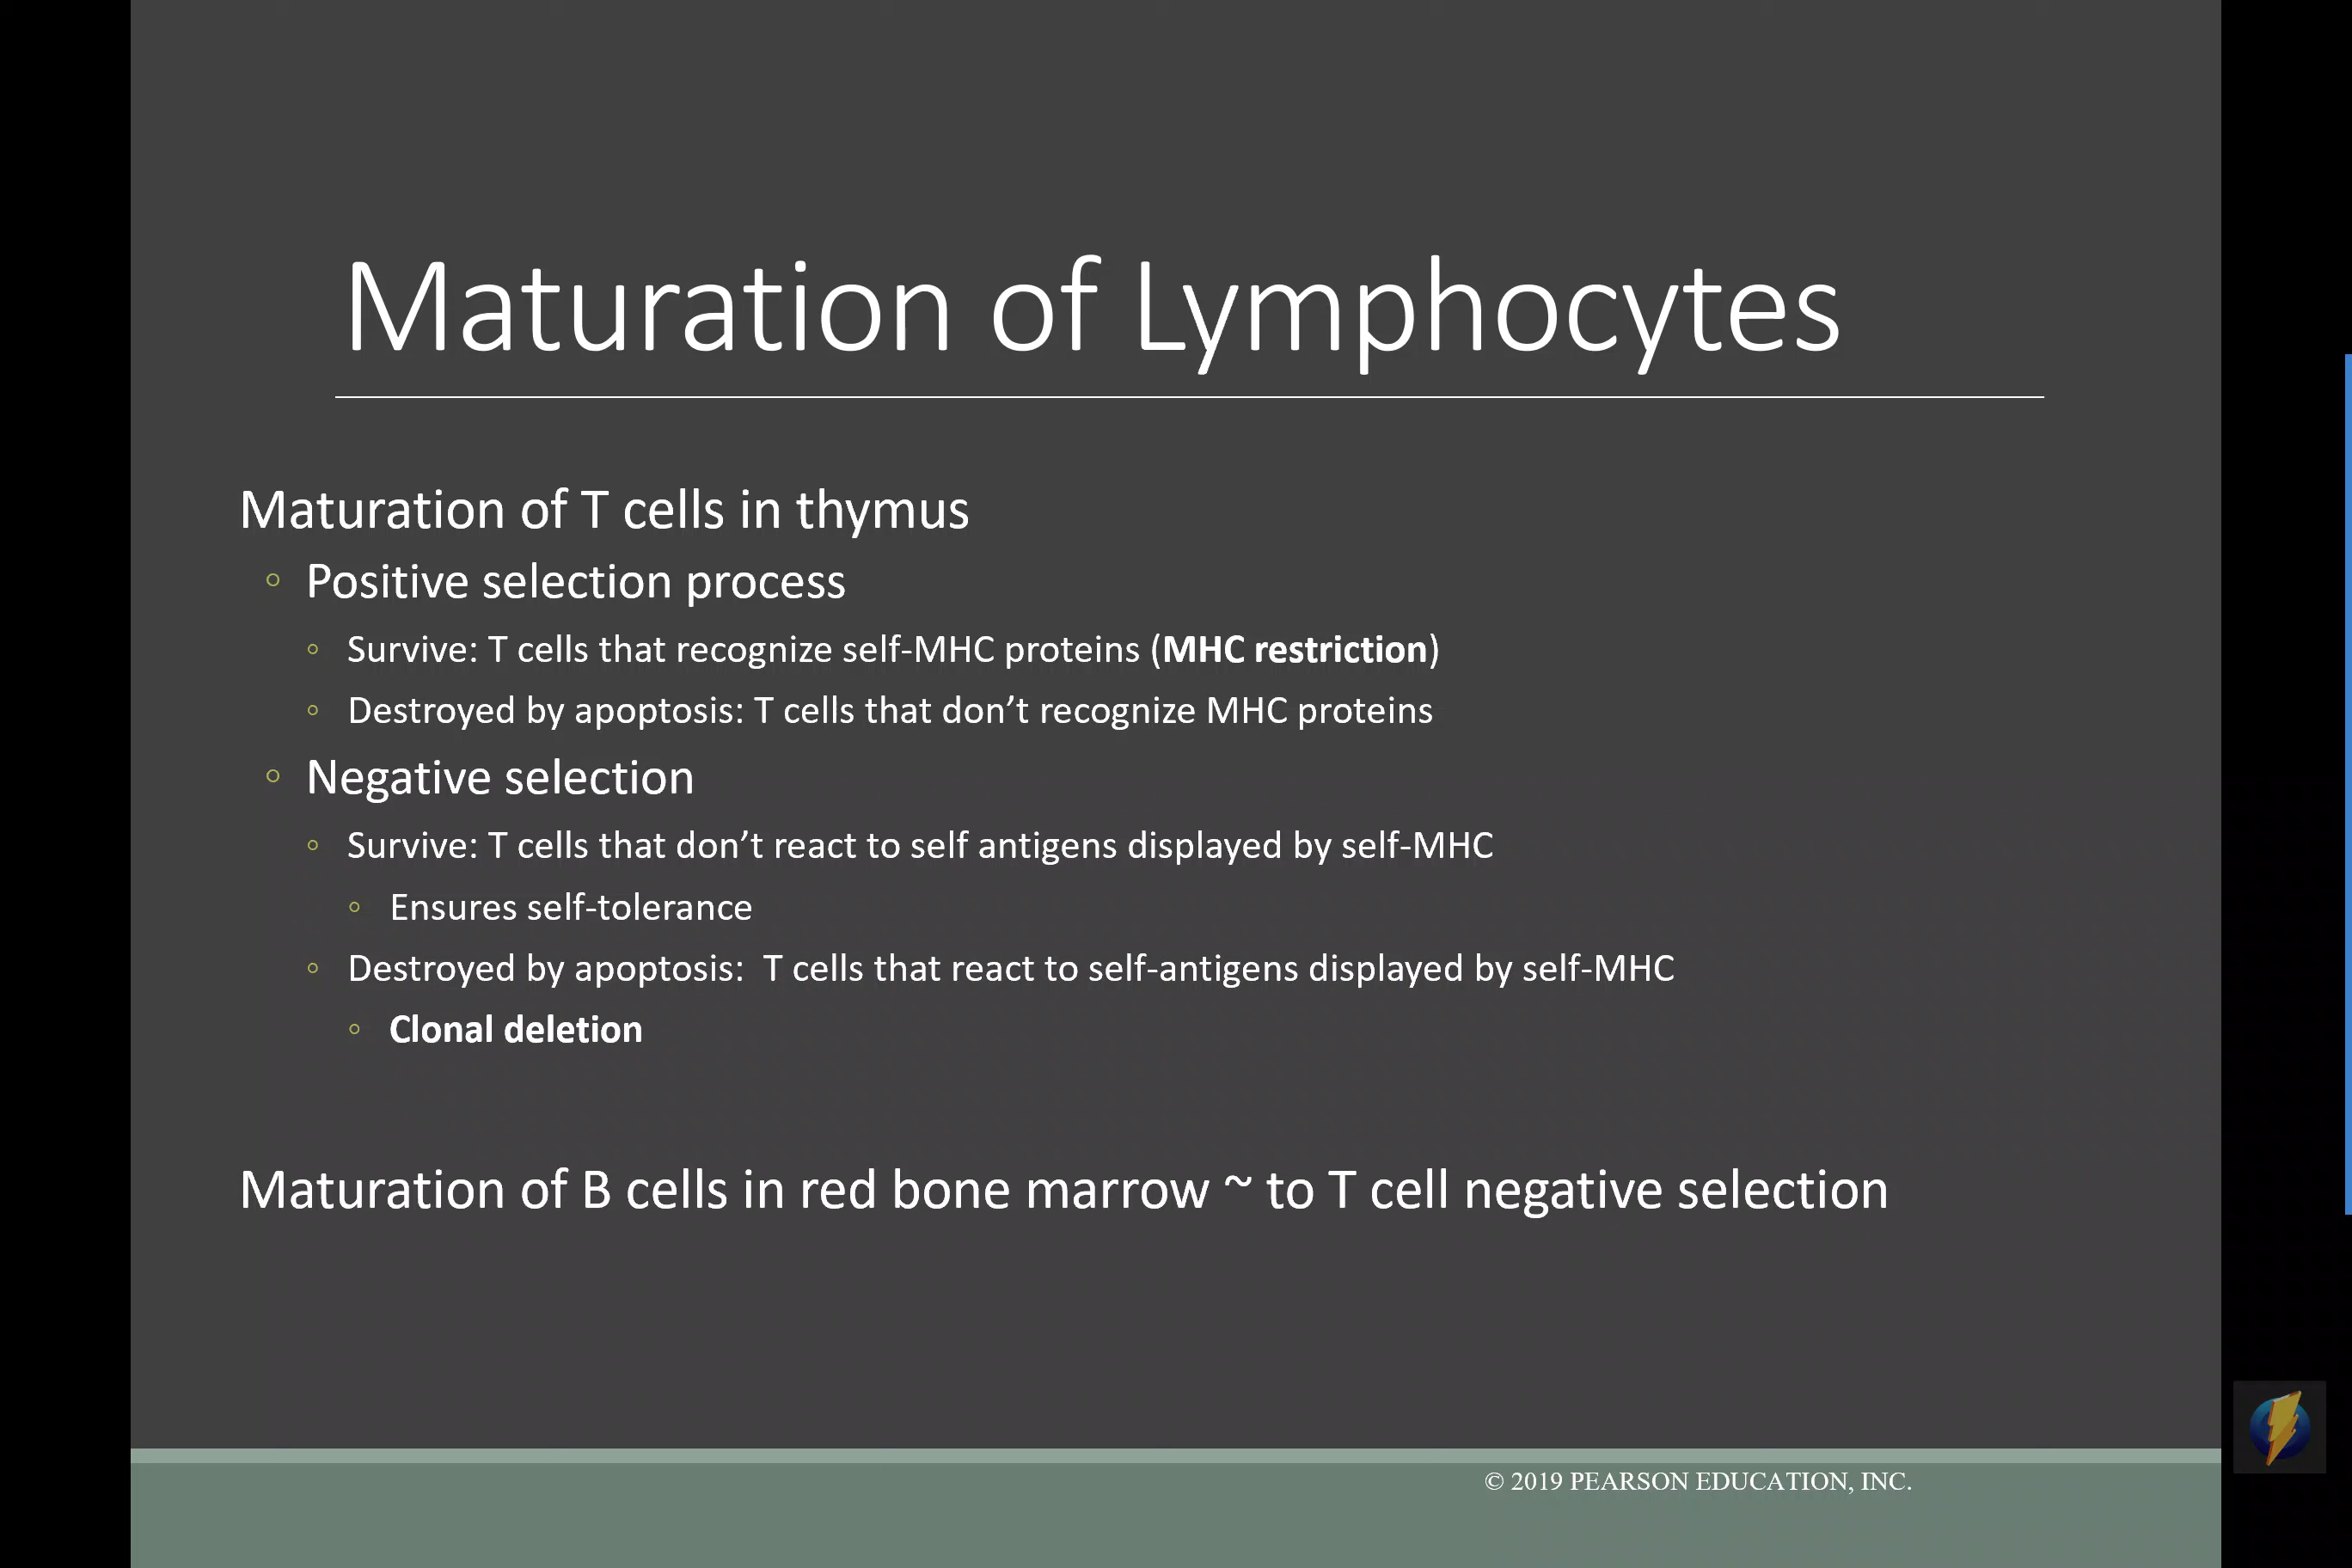 Maturation of Lymphocytes
Maturation of T cells in thymus
◦ Positive selection process
◦ Survive: T cells that recognize self-MHC proteins (MHC restriction)
◦ Destroyed by apoptosis: T cells that don’t recognize MHC proteins
◦ Negative selection
◦ Survive: T cells that don’t react to self antigens displayed by self-MHC
◦ Ensures self-tolerance
◦ Destroyed by apoptosis:  T cells that react to self-antigens displayed by self-MHC
◦ Clonal deletion
Maturation of B cells in red bone marrow ~ to T cell negative selection
© 2019 PEARSON EDUCATION, INC.